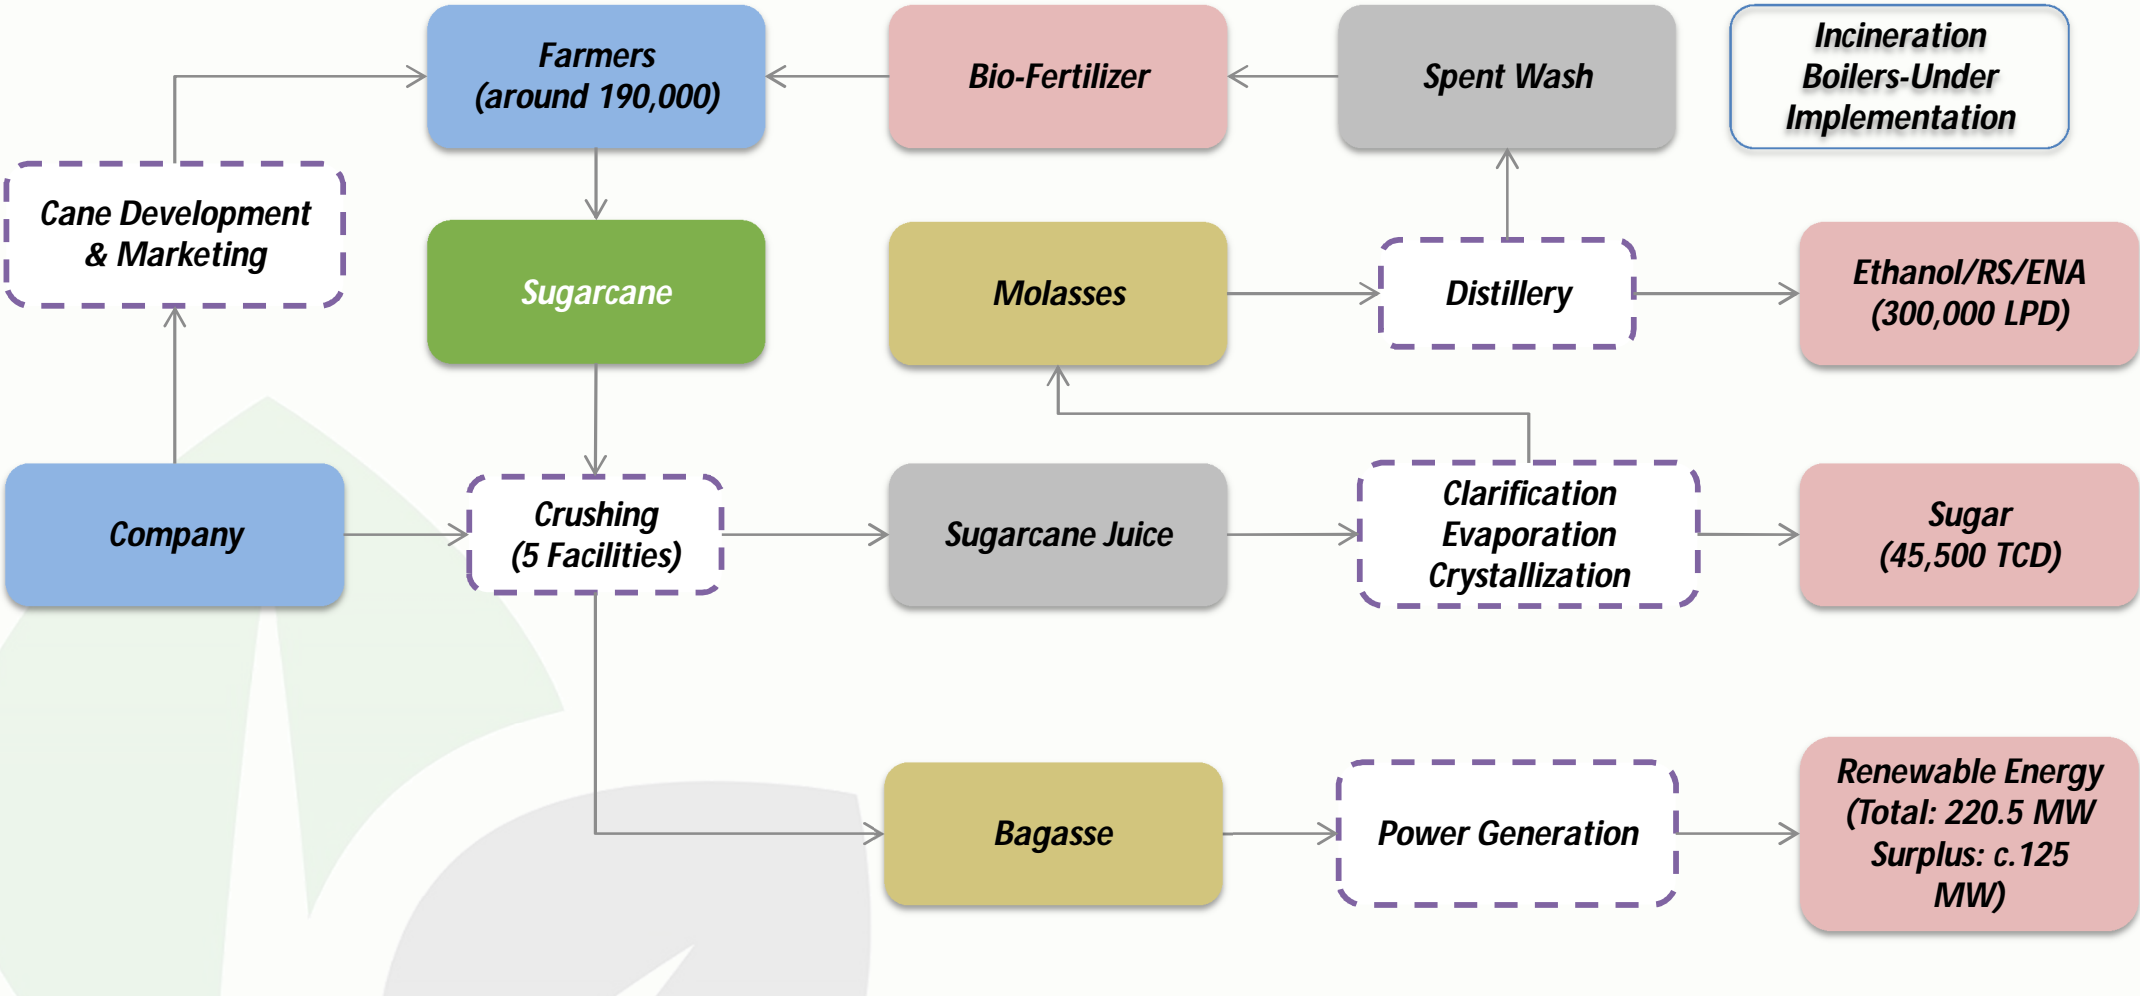 Farmers
(around 190,000)
Bio-Fertilizer
Spent Wash
Incineration
Boilers-Under
Implementation
Cane Development
& Marketing
Sugarcane
Molasses
Distillery
Ethanol/RS/ENA
(300,000 LPD)
Company
Crushing
(5 Facilities)
Sugarcane Juice
Clarification
Evaporation
Crystallization
Sugar
(45,500 TCD)
Bagasse
Power Generation
Renewable Energy
(Total: 220.5 MW
Surplus: c.125
MW)